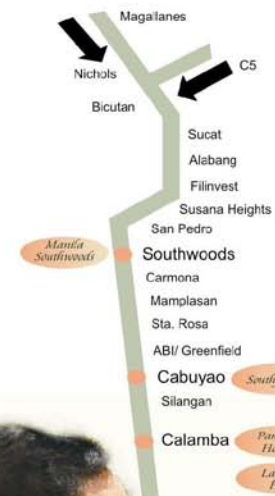 Magallanes
Nichols
C5
Bicutan
Sucat
Alabang
Filinvest
Susana Heights
San Pedro
Manila
Southwoods
Southwoods
Carmona
Mamplasan
Sta. Rosa
ABI/ Greenfield
Cabuyao
Silangan
Calamba